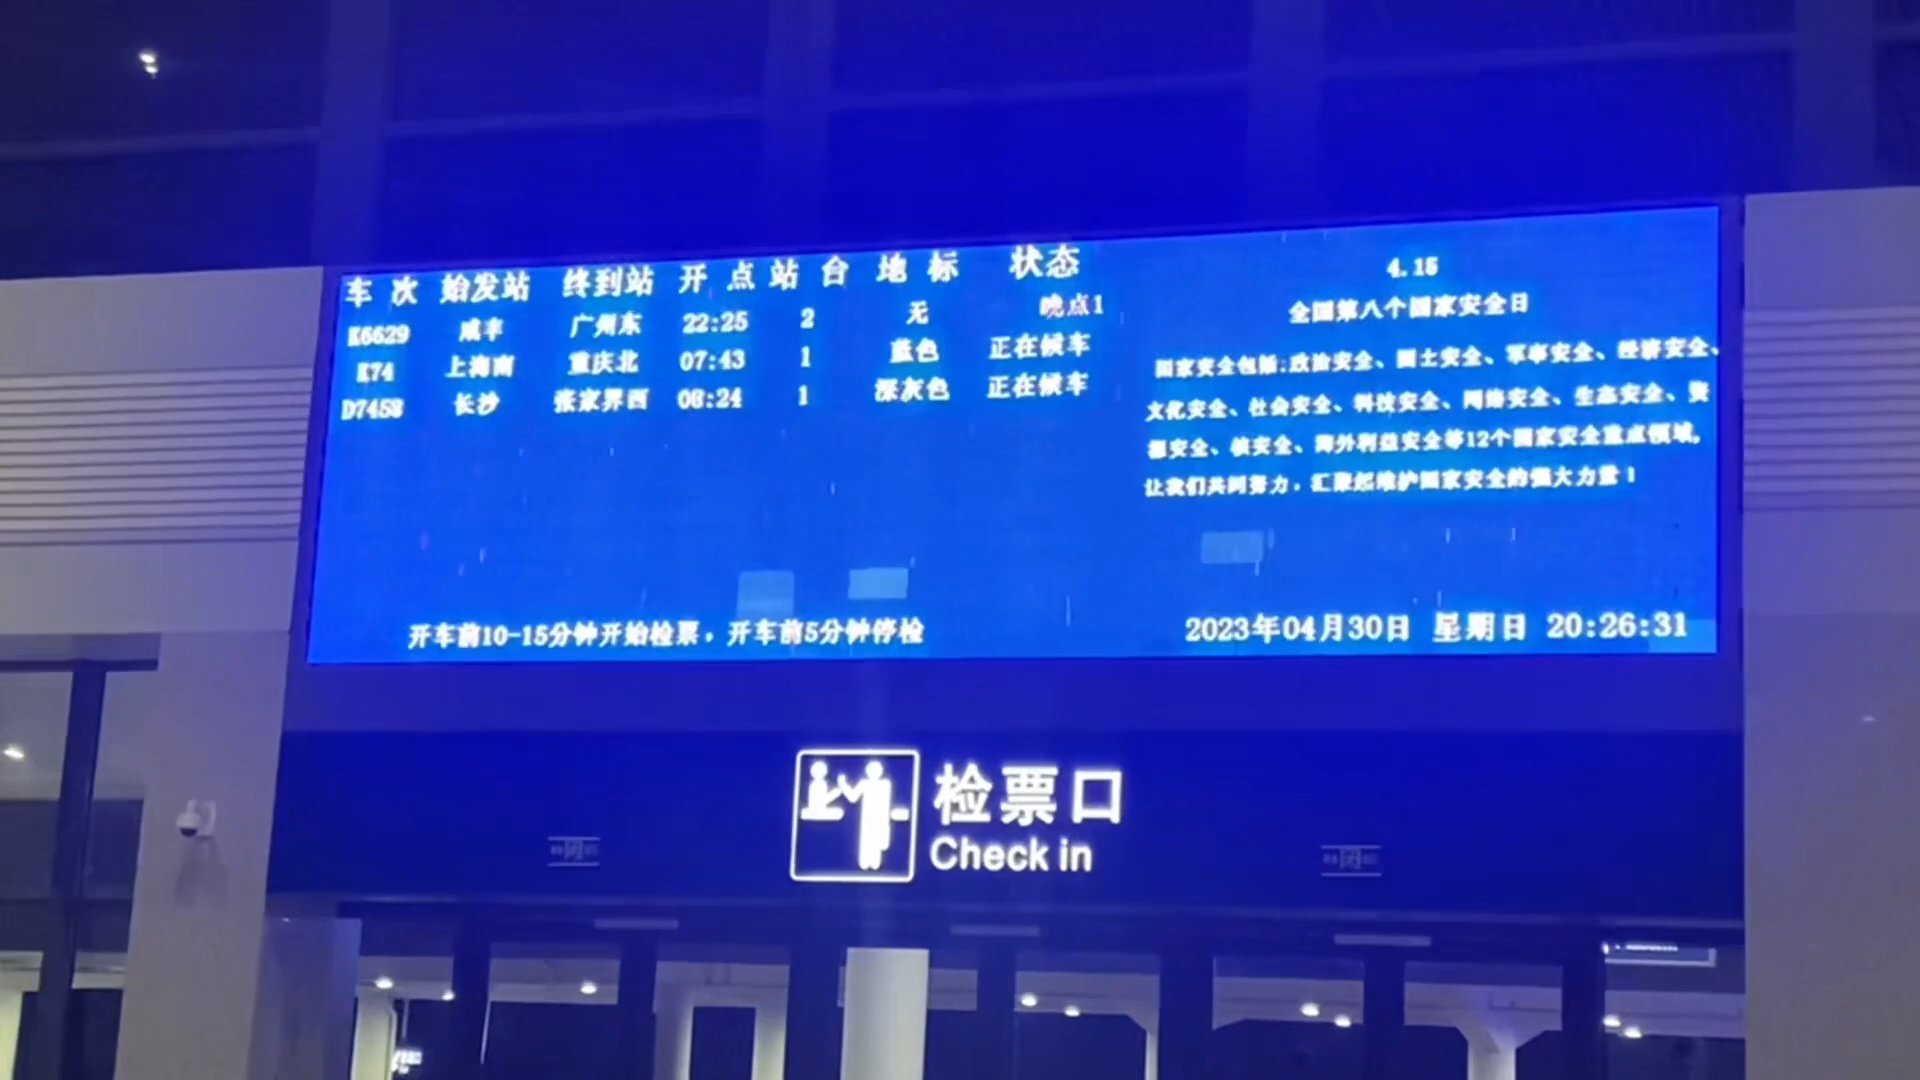 车次 始发站 终到站 开点 站台 地标 状态
K6629 咸丰 广州东 22:25 2 无 晚点1
K74 上海南 重庆北 07:43 1 蓝色 正在候车
D7458 长沙 张家界西 08:24 1 深灰色 正在候车
开车前10-15分钟开始检票，开车前5分钟停检
4.15
全国第八个国家安全日
国家安全包括:政治安全、国土安全、军事安全、经济安全、
文化安全、社会安全、科技安全、网络安全、生态安全、资
源安全、核安全、海外利益安全等12个国家安全重点领域,
让我们共同努力，汇聚起维护国家安全的强大力量！
2023年04月30日 星期日 20:26:31
检票口
Check in